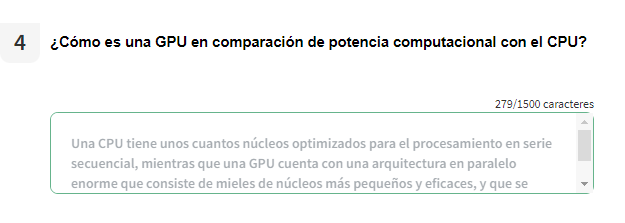 4
¿Cómo es una GPU en comparación de potencia computacional con el CPU?
279/1500 caracteres
Una CPU tiene unos cuantos núcleos optimizados para el procesamiento en serie
secuencial, mientras que una GPU cuenta con una arquitectura en paralelo
enorme que consiste de mieles de núcleos más pequeños y eficaces, y que se